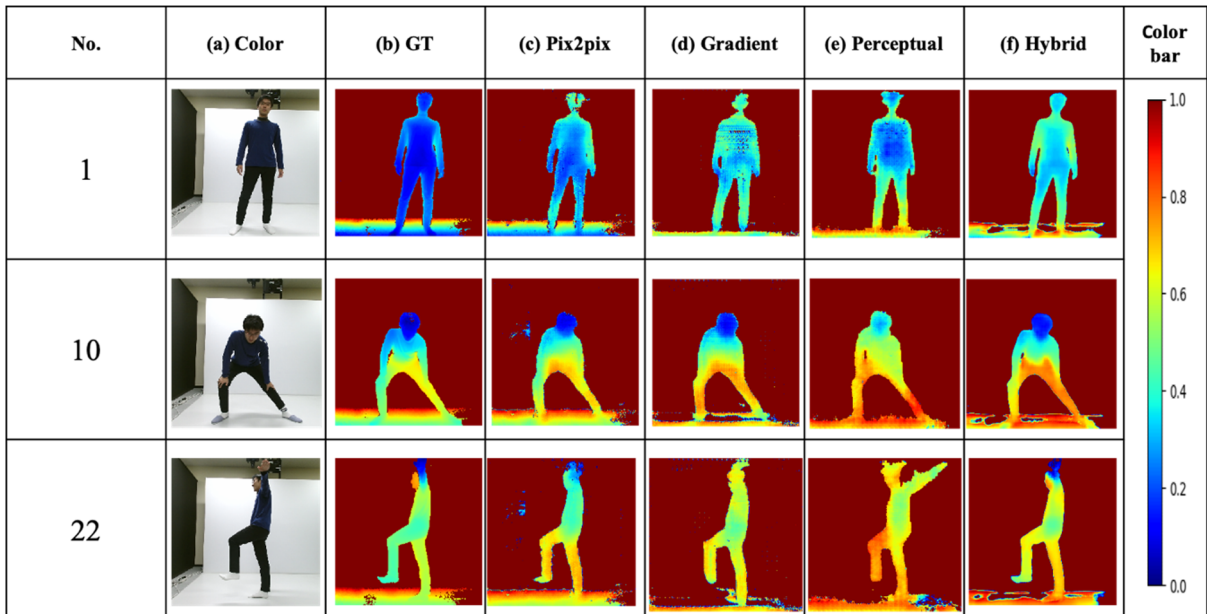 No.
(a) Color
(b) GT
(c) Pix2pix
(d) Gradient
(e) Perceptual
(f) Hybrid
Color
bar
1
10
22
1.0
0.8
0.6
0.4
0.2
0.0